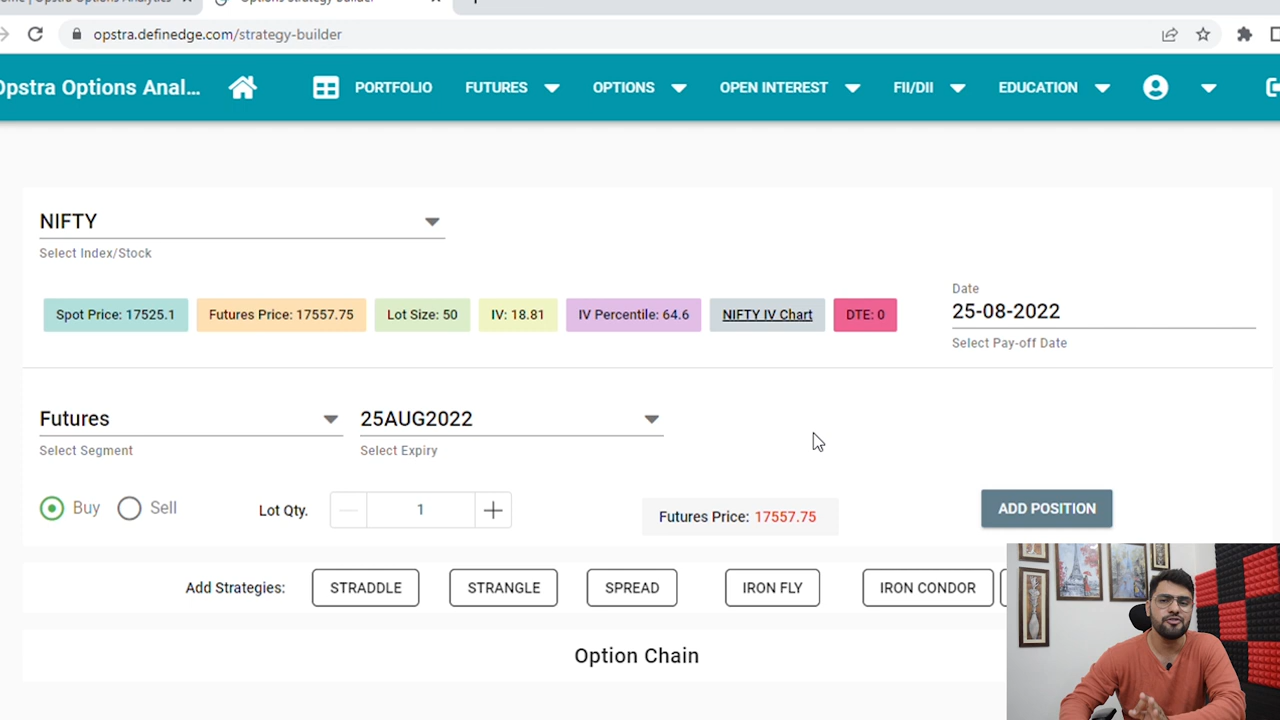 Options Strategy Builder
opstra.definedge.com/strategy-builder
Opstra Options Anal...
PORTFOLIO
FUTURES
OPTIONS
OPEN INTEREST
FII/DII
EDUCATION
NIFTY
Select Index/Stock
Spot Price: 17525.1
Futures Price: 17557.75
Lot Size: 50
IV: 18.81
IV Percentile: 64.6
NIFTY IV Chart
DTE: 0
Date
25-08-2022
Select Pay-off Date
Futures
Select Segment
25AUG2022
Select Expiry
Buy
Sell
Lot Qty.
1
Futures Price: 17557.75
ADD POSITION
Add Strategies:
STRADDLE
STRANGLE
SPREAD
IRON FLY
IRON CONDOR
Option Chain